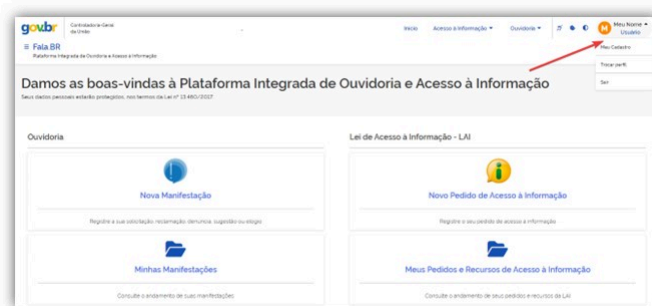 gov.br
Controladoria-Geral
da União
Início Acesso à Informação Ouvidoria
M Meu Nome
Usuário
Fala.BR
Plataforma Integrada de Ouvidoria e Acesso à Informação
Meu Cadastro
Trocar perfil
Sair
Damos as boas-vindas à Plataforma Integrada de Ouvidoria e Acesso à Informação
Seus dados pessoais estarão protegidos, nos termos da Lei nº 13.460/2017
Ouvidoria
Lei de Acesso à Informação - LAI
Nova Manifestação
Novo Pedido de Acesso à Informação
Registre a sua solicitação, reclamação, denúncia, sugestão ou elogio
Registre o seu pedido de acesso à informação
Minhas Manifestações
Meus Pedidos e Recursos de Acesso à Informação
Consulte o andamento de suas manifestações
Consulte o andamento de seus pedidos e recursos da LAI